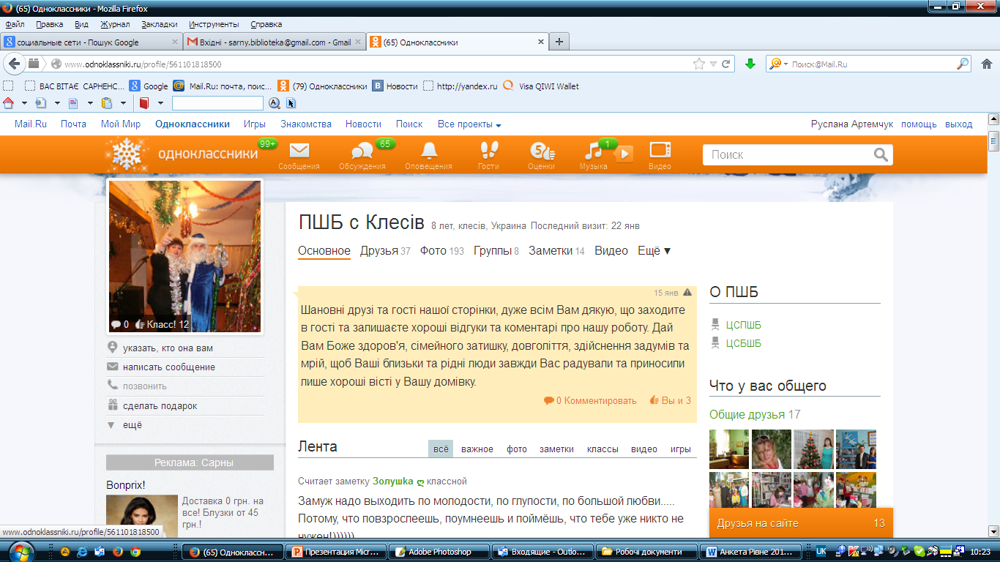 (65) Одноклассники - Mozilla Firefox
Файл Правка Вид Журнал Закладки Инструменты Справка
социальные сети - Пошук Google
Вхідні - sarny.biblioteka@gmail.com - Gmail
(65) Одноклассники
www.odnoklassniki.ru/profile/561101818500
Поиск@Mail.Ru
ВАС ВІТАЄ САРНЕНС... Google Mail.Ru: почта, поис... (79) Одноклассники Новости http://yandex.ru Visa QIWI Wallet
Mail.Ru Почта Мой Мир Одноклассники Игры Знакомства Новости Поиск Все проекты
Руслана Артемчук помощь выход
одноклассники 99+
Сообщения
65 Обсуждения
Оповещения
Гости
5 Оценки
1 Музыка
Видео
Поиск
0 Класс! 12
указать, кто она вам
написать сообщение
позвонить
сделать подарок
ещё
Реклама: Сарны
Bonprix!
Доставка 0 грн. на
все! Блузки от 45
грн.!
ПШБ с Клесів 8 лет, клесів, Украина Последний визит: 22 янв
Основное Друзья 37 Фото 193 Группы 8 Заметки 14 Видео Ещё ▼
15 янв
Шановні друзі та гості нашої сторінки, дуже всім Вам дякую, що заходите
в гості та залишаєте хороші відгуки та коментарі про нашу роботу. Дай
Вам Боже здоров'я, сімейного затишку, довголіття, здійснення задумів та
мрій, щоб Ваші близьки та рідні люди завжди Вас радували та приносили
лише хороші вісті у Вашу домівку.
0 Комментировать Вы и 3
Лента всё важное фото заметки классы видео игры
Считает заметку Золушка ღ классной
Замуж надо выходить по молодости, по глупости, по большой любви.....
Потому, что повзрослеешь, поумнеешь и поймёшь, что тебе уже никто не
нужен!))))))
О ПШБ
ЦСПШБ
ЦСБШБ
Что у вас общего
Общие друзья 17
Друзья на сайте 13
www.odnoklassniki.ru/profile/561101818500
(65) Одноклассн...
Презентация Micr...
Adobe Photoshop
Входящие - Outlo...
Робочі документи
Анкета Рівне 201...
UK
10:23